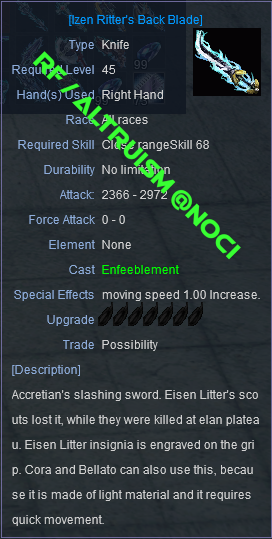 [Izen Ritter's Back Blade]
Type Knife
Required Level 45
Hand(s) Used Right Hand
Race All races
Required Skill Close rangeSkill 68
Durability No limitation
Attack: 2366 - 2972
Force Attack 0 - 0
Element None
Cast Enfeeblement
Special Effects moving speed 1.00 Increase.
Upgrade
Trade Possibility
[Description]
Accretian's slashing sword. Eisen Litter's sco
uts lost it, while they were killed at elan platea
u. Eisen Litter insignia is engraved on the gri
p. Cora and Bellato can also use this, becau
se it is made of light material and it requires
quick movement.
RF / ALTRUISM @NOCI